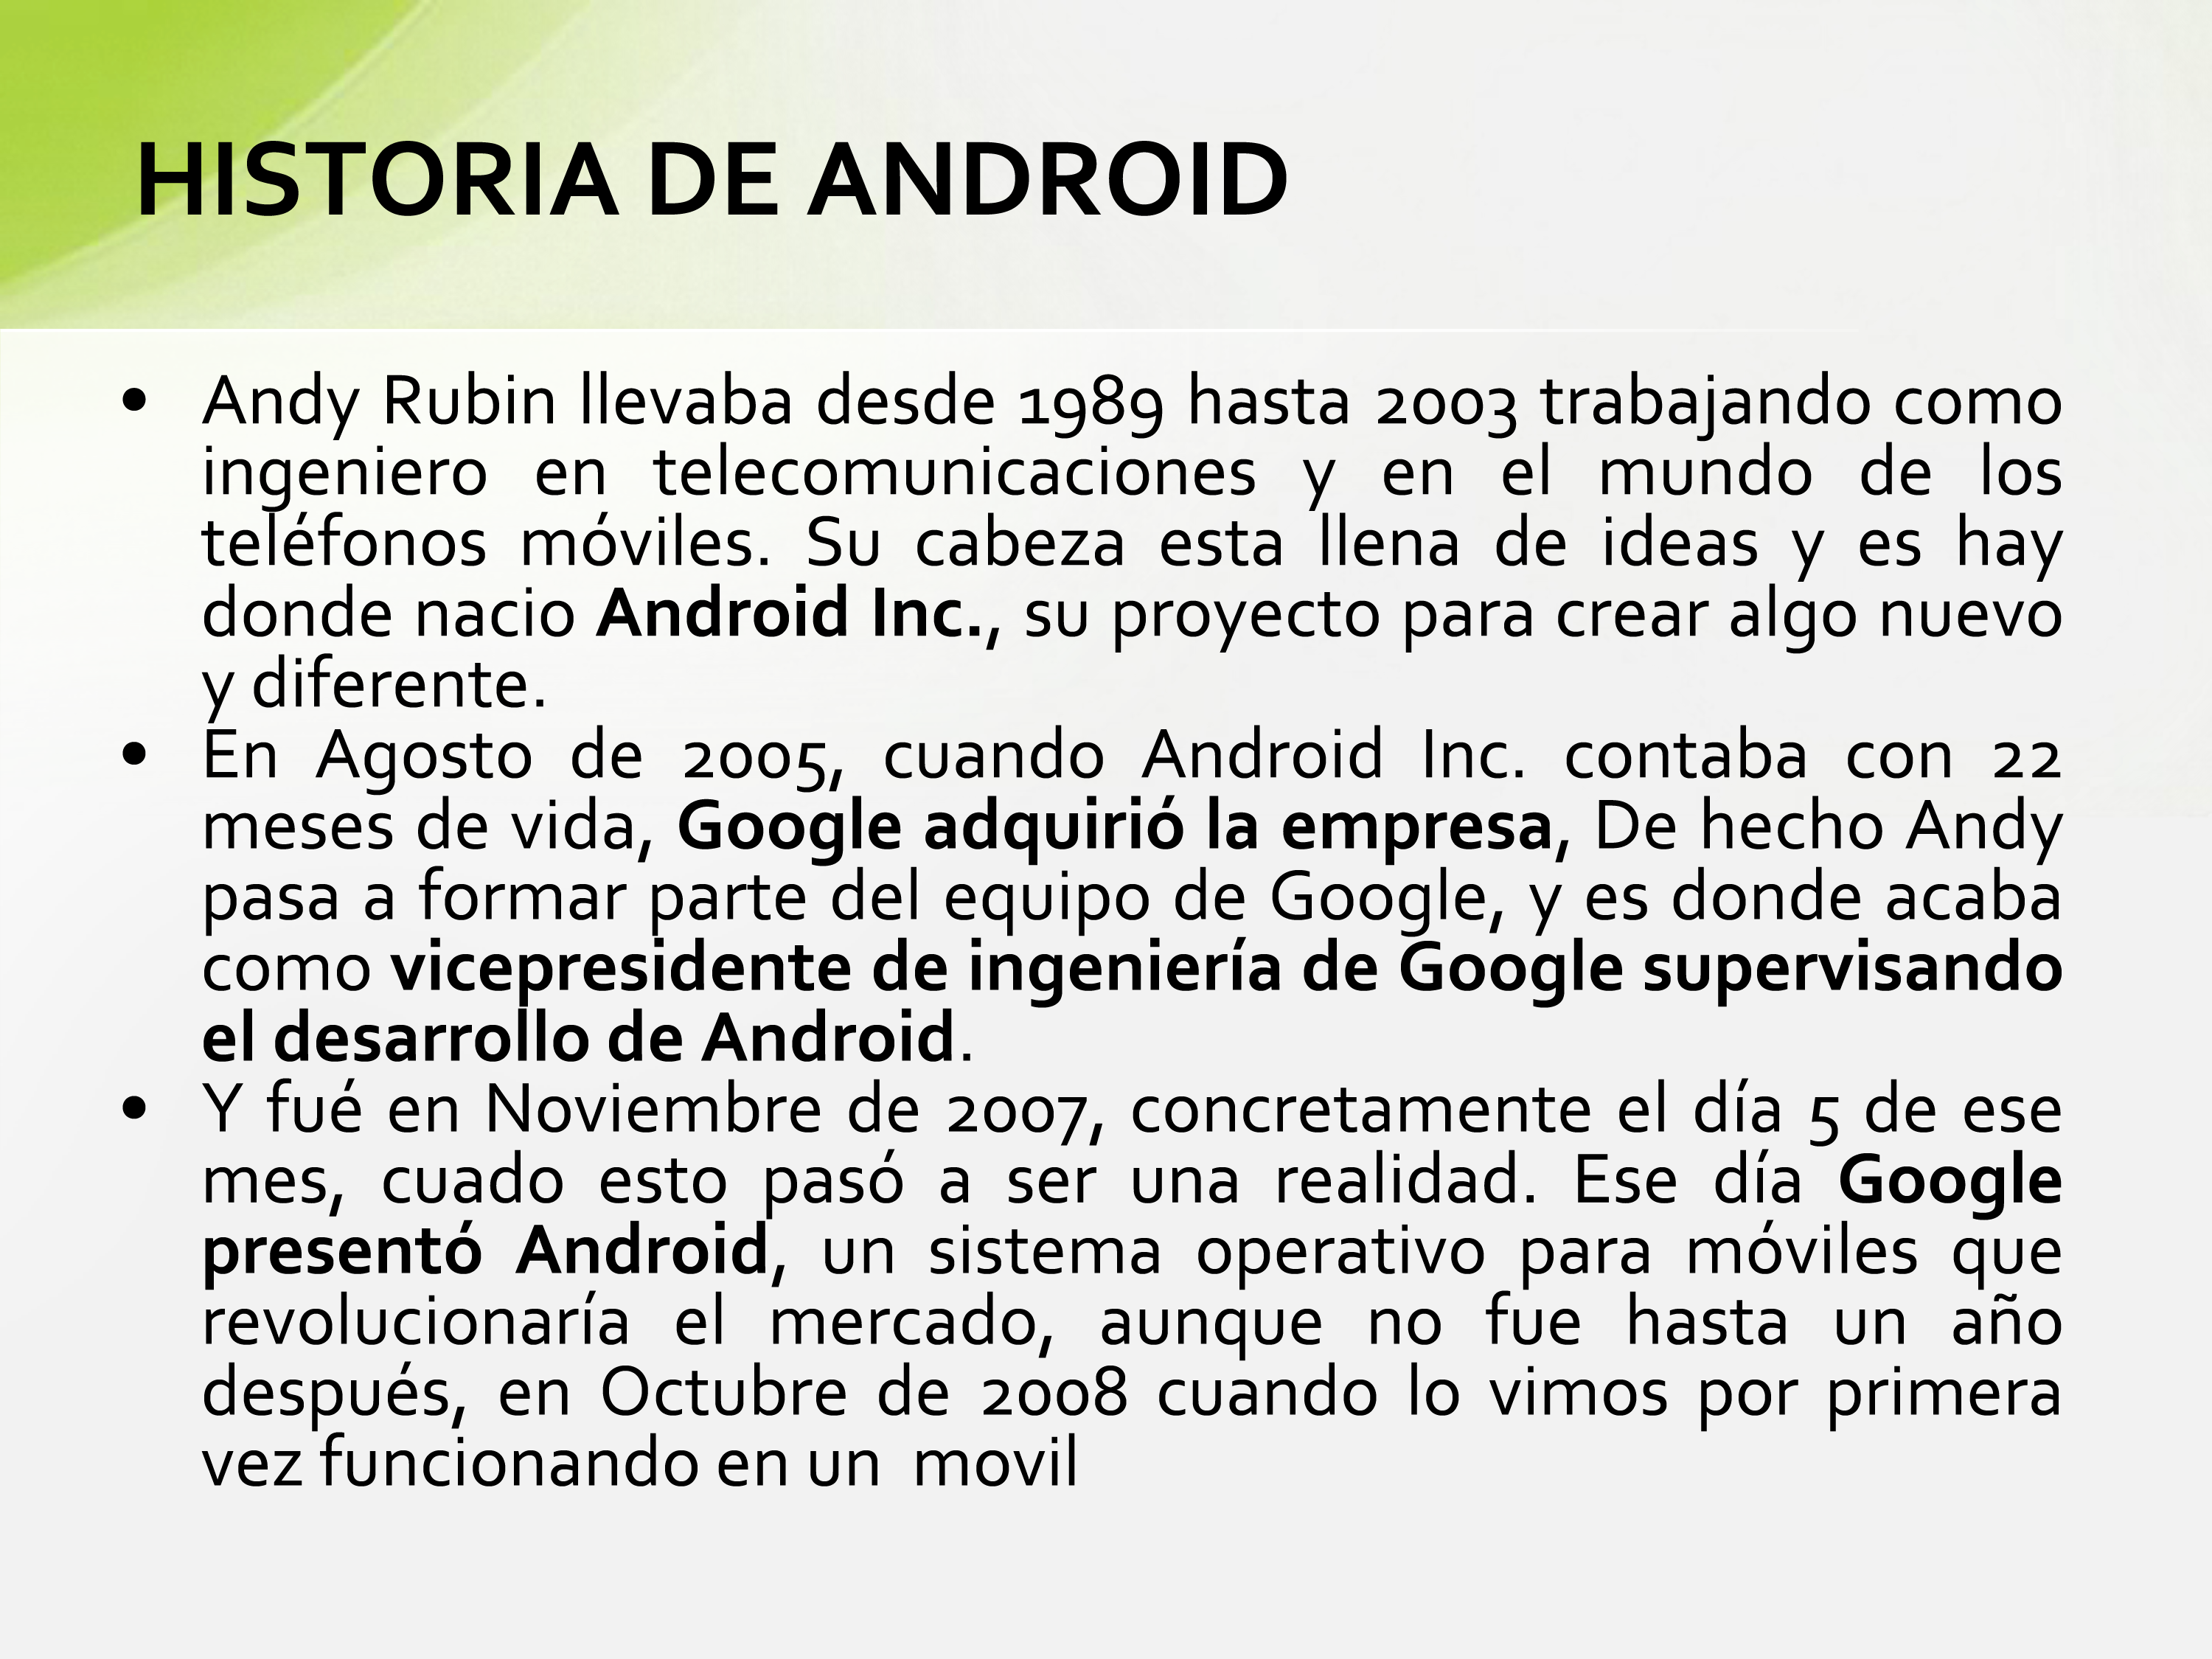 HISTORIA DE ANDROID
• Andy Rubin llevaba desde 1989 hasta 2003 trabajando como
ingeniero en telecomunicaciones y en el mundo de los
teléfonos móviles. Su cabeza esta llena de ideas y es hay
donde nacio Android Inc., su proyecto para crear algo nuevo
y diferente.
• En Agosto de 2005, cuando Android Inc. contaba con 22
meses de vida, Google adquirió la empresa, De hecho Andy
pasa a formar parte del equipo de Google, y es donde acaba
como vicepresidente de ingeniería de Google supervisando
el desarrollo de Android.
• Y fué en Noviembre de 2007, concretamente el día 5 de ese
mes, cuado esto pasó a ser una realidad. Ese día Google
presentó Android, un sistema operativo para móviles que
revolucionaría el mercado, aunque no fue hasta un año
después, en Octubre de 2008 cuando lo vimos por primera
vez funcionando en un  movil